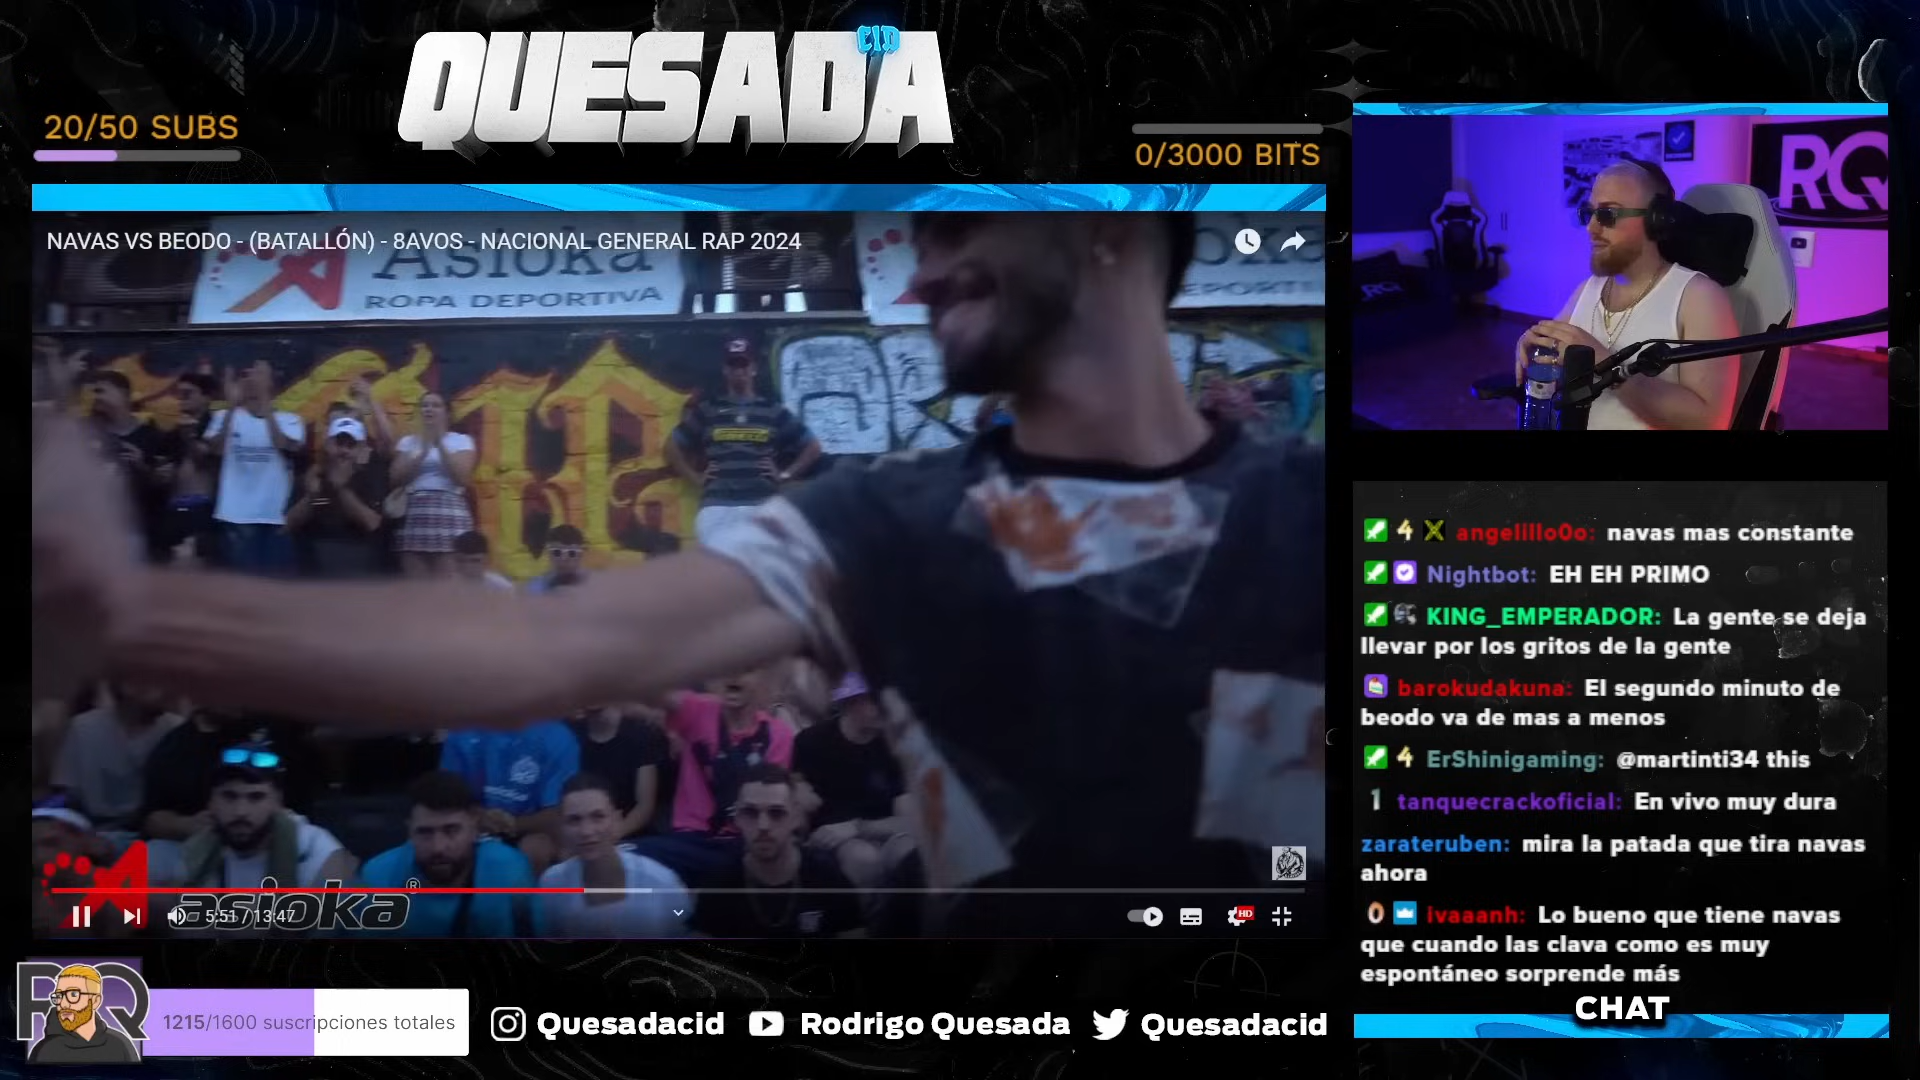 QUESADA
CID
20/50 SUBS
0/3000 BITS
NAVAS VS BEODO - (BATALLÓN) - 8AVOS - NACIONAL GENERAL RAP 2024
Asioka
ROPA DEPORTIVA
RQ
asioka®
5:51 / 13:47
HD
angelillo0o: navas mas constante
Nightbot: EH EH PRIMO
KING_EMPERADOR: La gente se deja
llevar por los gritos de la gente
barokudakuna: El segundo minuto de
beodo va de mas a menos
ErShinigaming: @martinti34 this
tanquecrackoficial: En vivo muy dura
zarateruben: mira la patada que tira navas
ahora
ivaaanh: Lo bueno que tiene navas
que cuando las clava como es muy
espontáneo sorprende más
CHAT
RQ
1215/1600 suscripciones totales
Quesadacid
Rodrigo Quesada
Quesadacid